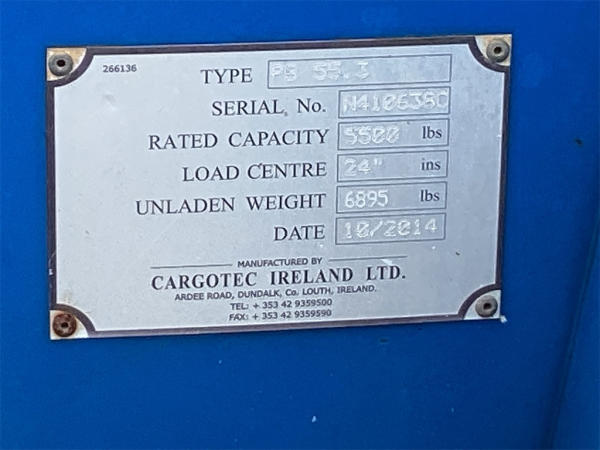 266136
TYPE PG 55.3
SERIAL, No. N410638C
RATED CAPACITY 5500 lbs
LOAD CENTRE 24" ins
UNLADEN WEIGHT 6895 lbs
DATE 10/2014
MANUFACTURED BY
CARGOTEC IRELAND LTD.
ARDEE ROAD, DUNDALK, Co. LOUTH, IRELAND.
TEL: + 353 42 9359500
FAX: + 353 42 9359590